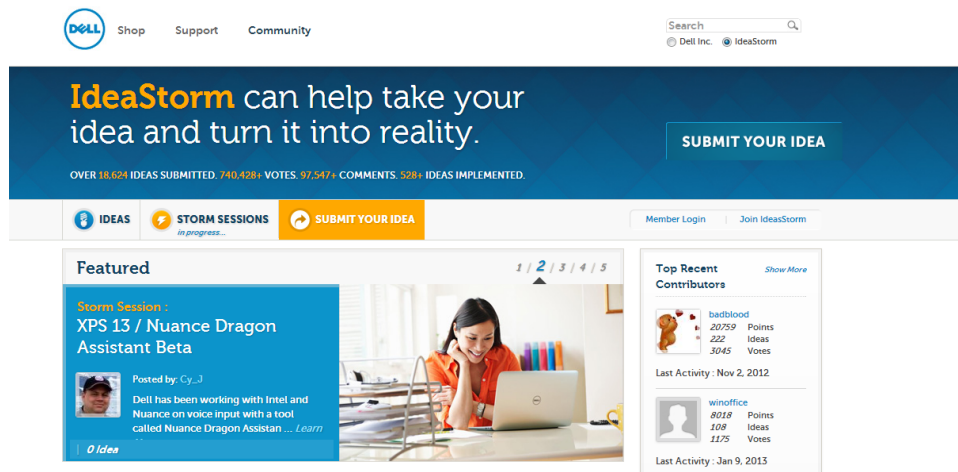 DELL
Shop Support Community
Search
Dell Inc. IdeaStorm
IdeaStorm can help take your
idea and turn it into reality.
SUBMIT YOUR IDEA
OVER 18,624 IDEAS SUBMITTED. 740,428+ VOTES. 97,547+ COMMENTS. 528+ IDEAS IMPLEMENTED.
IDEAS
STORM SESSIONS
in progress...
SUBMIT YOUR IDEA
Member Login | Join IdeasStorm
Featured
1 / 2 / 3 / 4 / 5
Storm Session :
XPS 13 / Nuance Dragon
Assistant Beta
Posted by: Cy_J
Dell has been working with Intel and
Nuance on voice input with a tool
called Nuance Dragon Assistan ... Learn
0 Idea
Top Recent
Contributors
Show More
badblood
20759 Points
222 Ideas
3045 Votes
Last Activity : Nov 2, 2012
winoffice
8018 Points
108 Ideas
1175 Votes
Last Activity : Jan 9, 2013